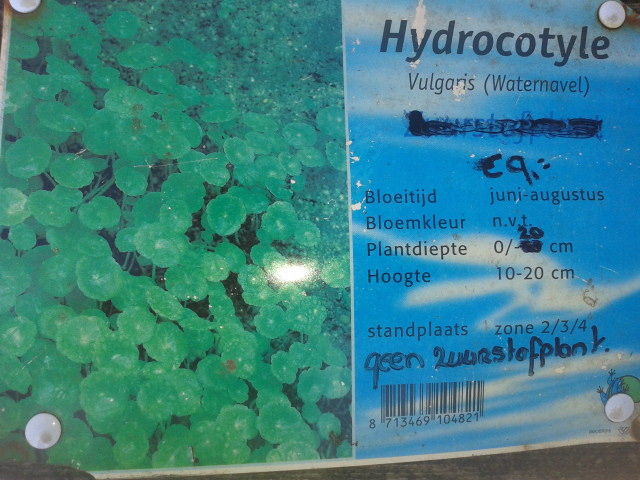 Hydrocotyle
Vulgaris (Waternavel)
€9,=
Bloeitijd juni-augustus
Bloemkleur n.v.t.
Plantdiepte 0/-20 cm
Hoogte 10-20 cm
standplaats zone 2/3/4
geen zuurstofplant.
8 713469 104821